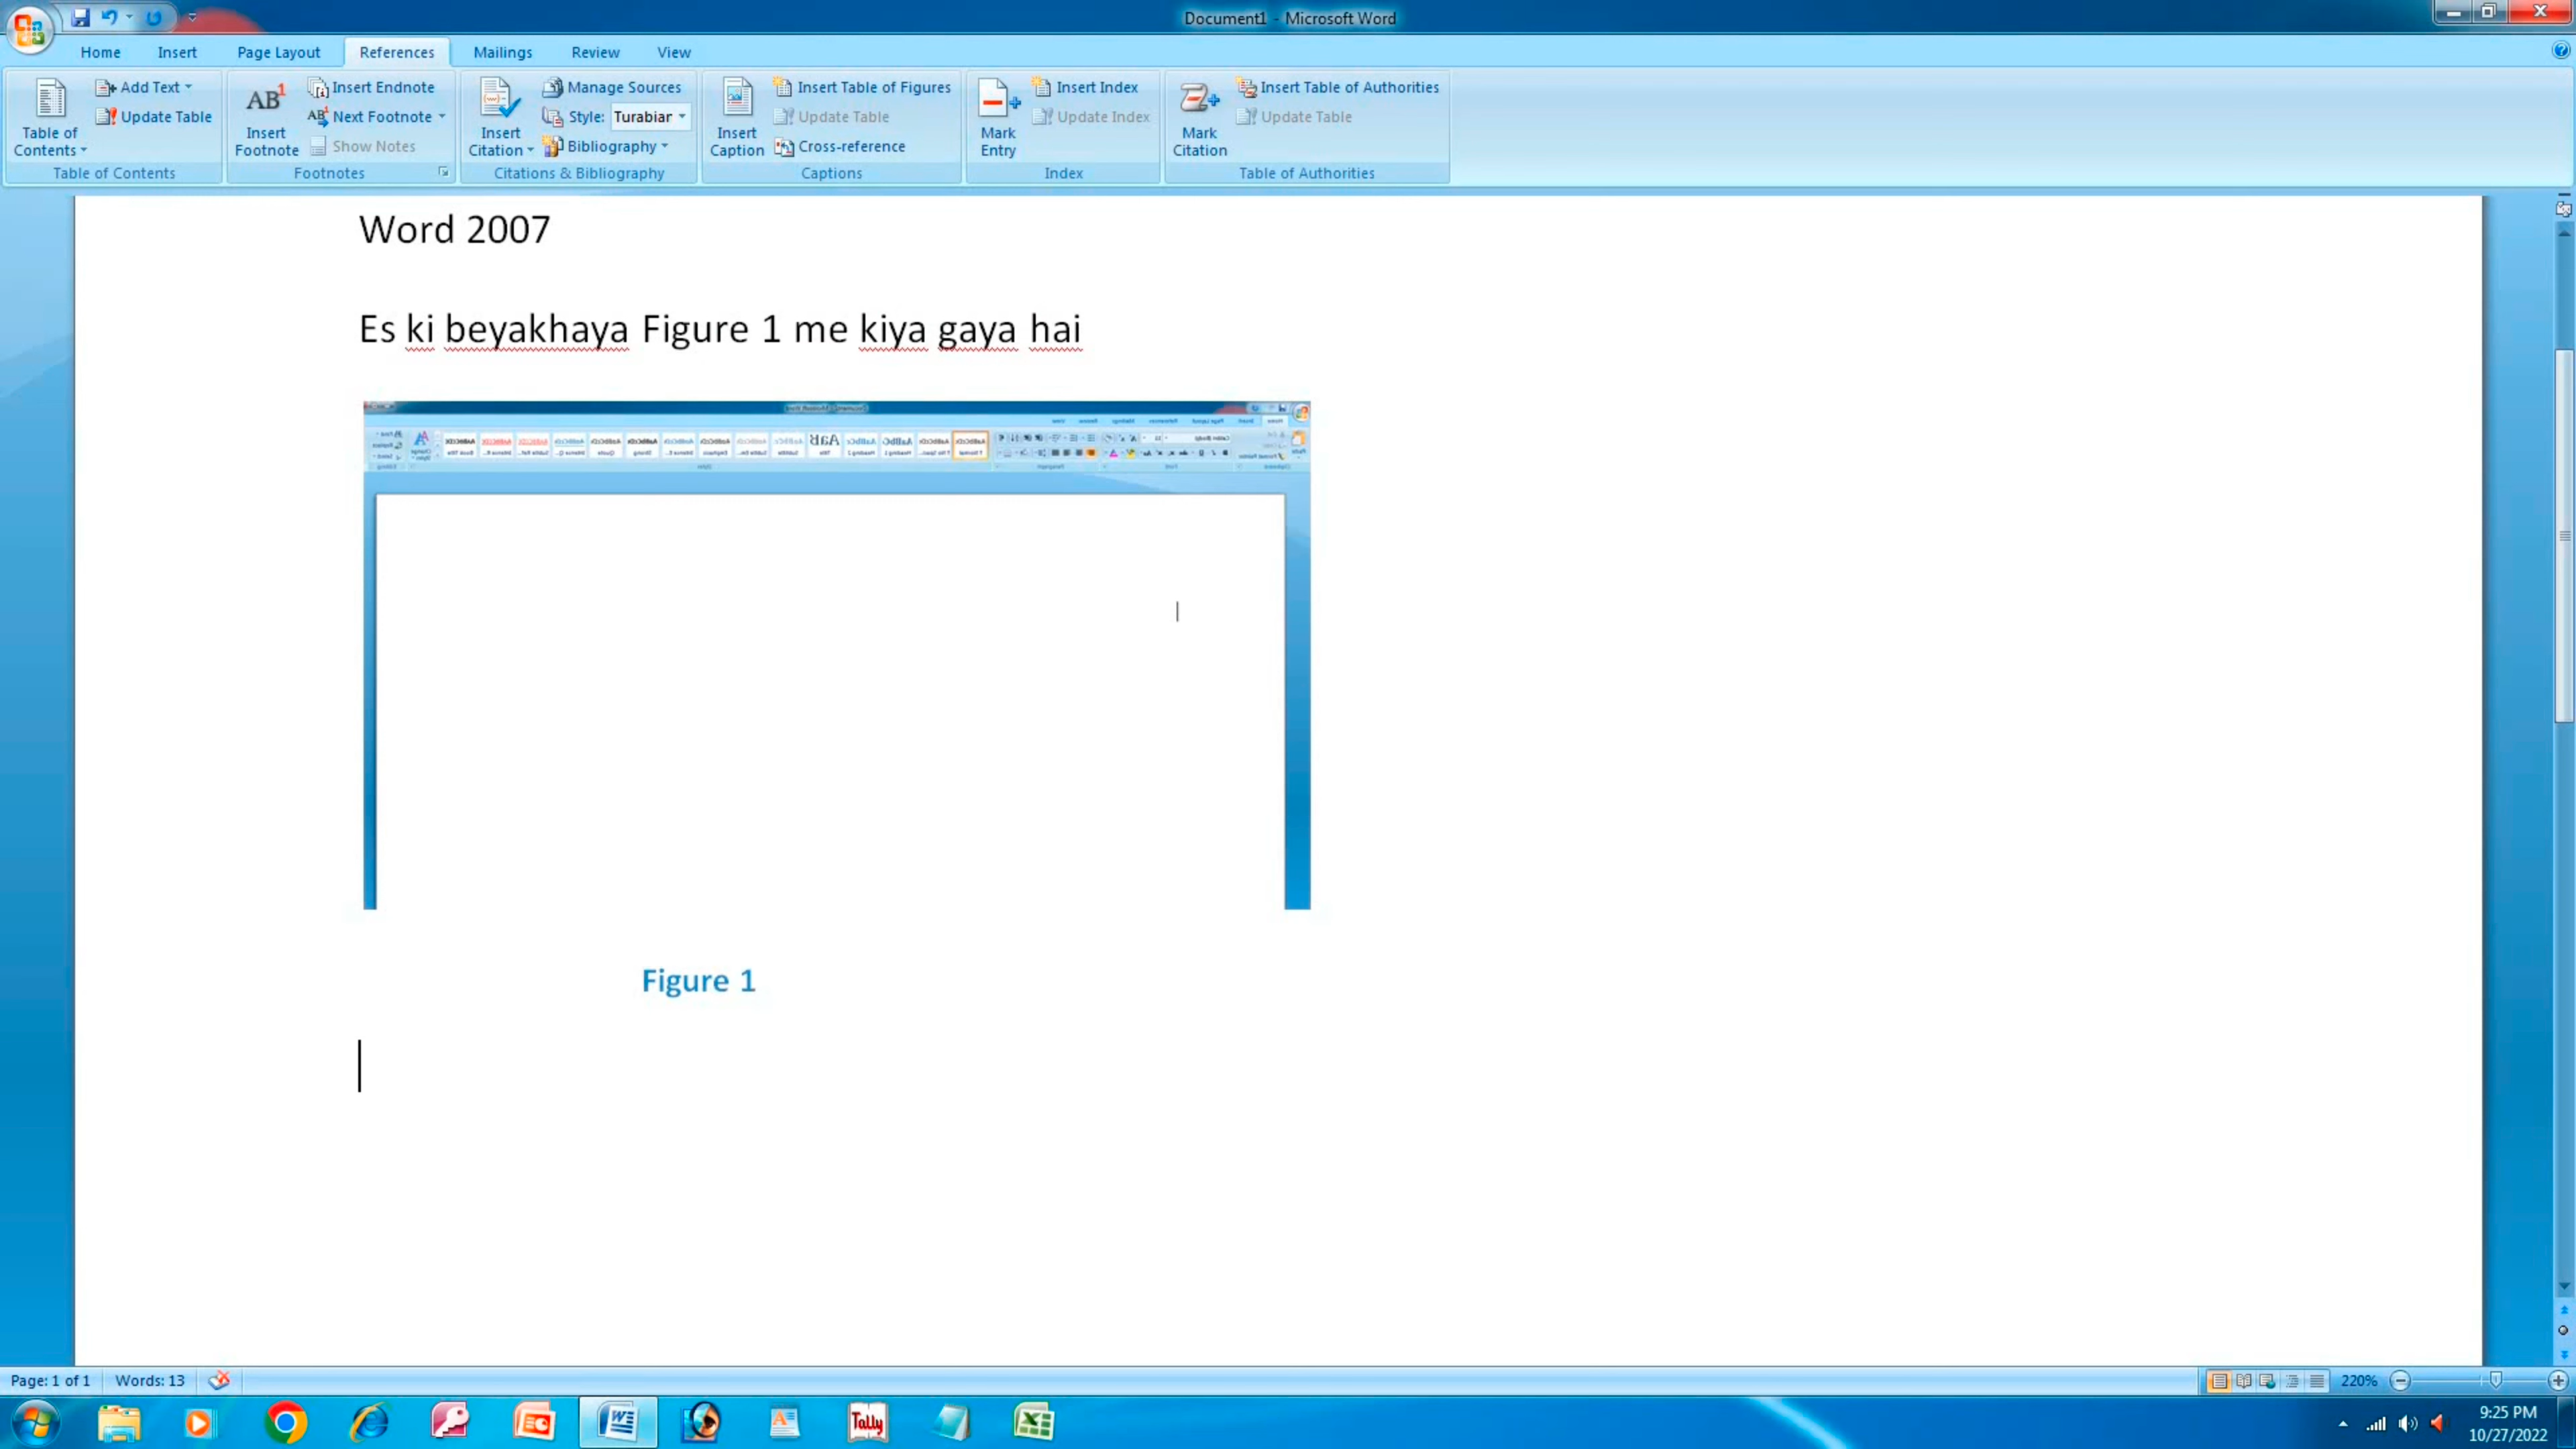 Document1 - Microsoft Word
Home Insert Page Layout References Mailings Review View
Table of Contents
Add Text
Update Table
Table of Contents
AB1
Insert Footnote
Insert Endnote
AB1 Next Footnote
Show Notes
Footnotes
Insert Citation
Manage Sources
Style: Turabiar
Bibliography
Citations & Bibliography
Insert Caption
Insert Table of Figures
Update Table
Cross-reference
Captions
Mark Entry
Insert Index
Update Index
Index
Mark Citation
Insert Table of Authorities
Update Table
Table of Authorities
Word 2007
Es ki beyakhaya Figure 1 me kiya gaya hai
Figure 1
Page: 1 of 1 Words: 13
220%
Tally
9:25 PM
10/27/2022